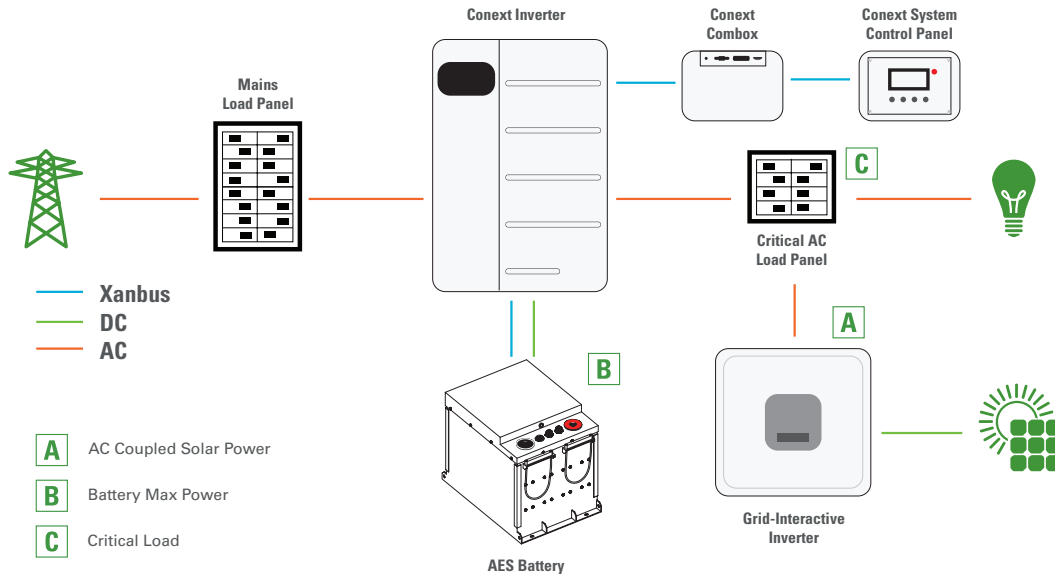 Conext Inverter
Conext
Combox
Conext System
Control Panel
Mains
Load Panel
C
Critical AC
Load Panel
Xanbus
DC
AC
A
B
A
AC Coupled Solar Power
B
Battery Max Power
C
Critical Load
Grid-Interactive
Inverter
AES Battery